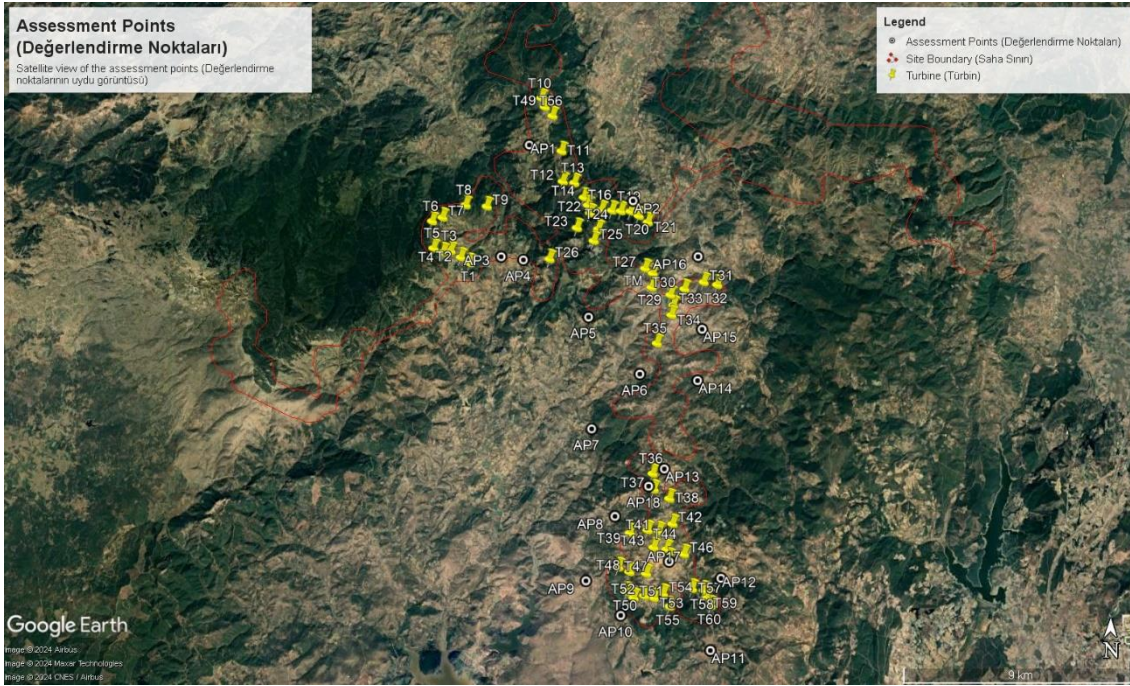 Assessment Points
(Değerlendirme Noktaları)
Satellite view of the assessment points (Değerlendirme
noktalarının uydu görüntüsü)
Legend
Assessment Points (Değerlendirme Noktaları)
Site Boundary (Saha Sınırı)
Turbine (Türbin)
T10
T49 T56
AP1
T11
T13
T12
T14
T16
T19
T8
T9
T6
T7
T22
T24
AP2
T20
T21
T23
T25
T5
T3
T4
T2
T1
AP3
AP4
T26
T27
AP16
TM
T30
T31
T29
T33
T32
T34
AP5
T35
AP15
AP6
AP14
AP7
T36
AP13
T37
AP18
T38
AP8
T41
T42
T39
T43
T44
T46
AP17
T48
T47
AP9
T52
T51
T54
T57
AP12
T50
T53
T58
T59
AP10
T55
T60
AP11
Google Earth
Image © 2024 Airbus
Image © 2024 Maxar Technologies
Image © 2024 CNES / Airbus
N
9 km